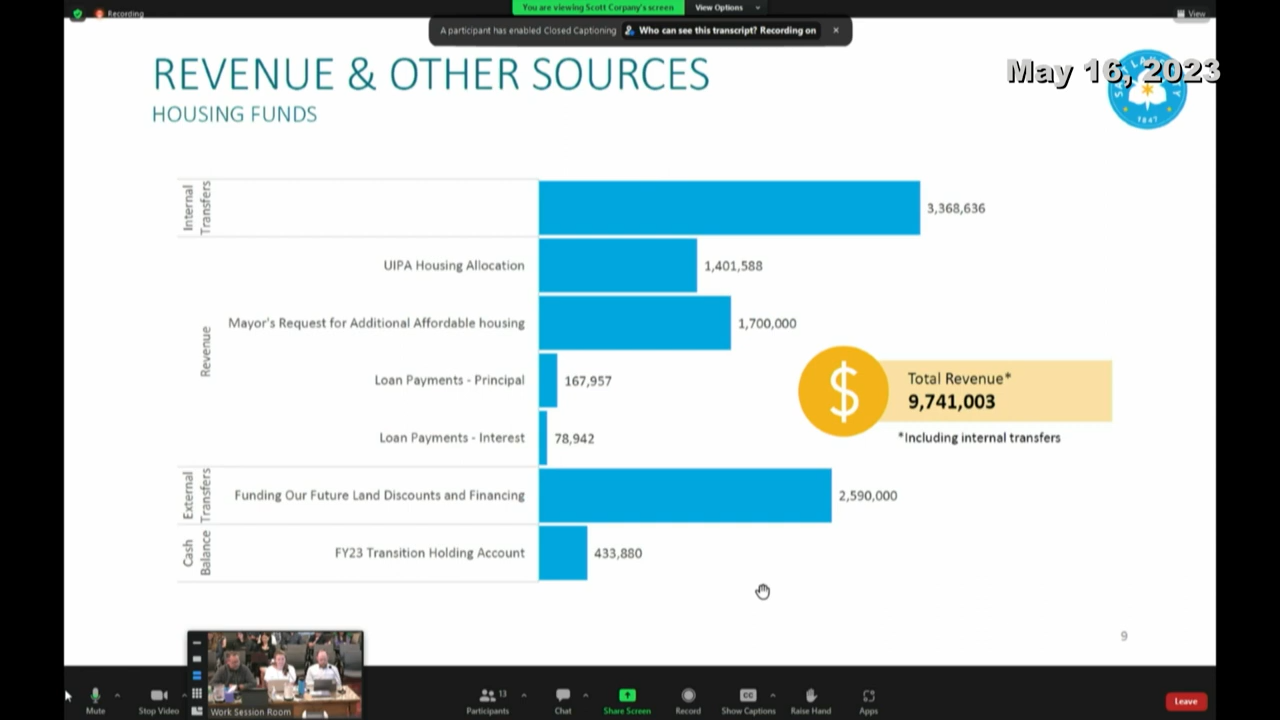 Recording
You are viewing Scott Corpany's screen
View Options
View
A participant has enabled Closed Captioning
Who can see this transcript? Recording on
REVENUE & OTHER SOURCES
HOUSING FUNDS
May 16, 2023
1847
Internal
Transfers
3,368,636
Revenue
UIPA Housing Allocation
1,401,588
Mayor's Request for Additional Affordable housing
1,700,000
Loan Payments - Principal
167,957
Loan Payments - Interest
78,942
External
Transfers
Funding Our Future Land Discounts and Financing
2,590,000
Cash
Balance
FY23 Transition Holding Account
433,880
$
Total Revenue*
9,741,003
*Including internal transfers
9
Work Session Room
Mute
Stop Video
13
Participants
Chat
Share Screen
Record
CC
Show Captions
Raise Hand
Apps
Leave